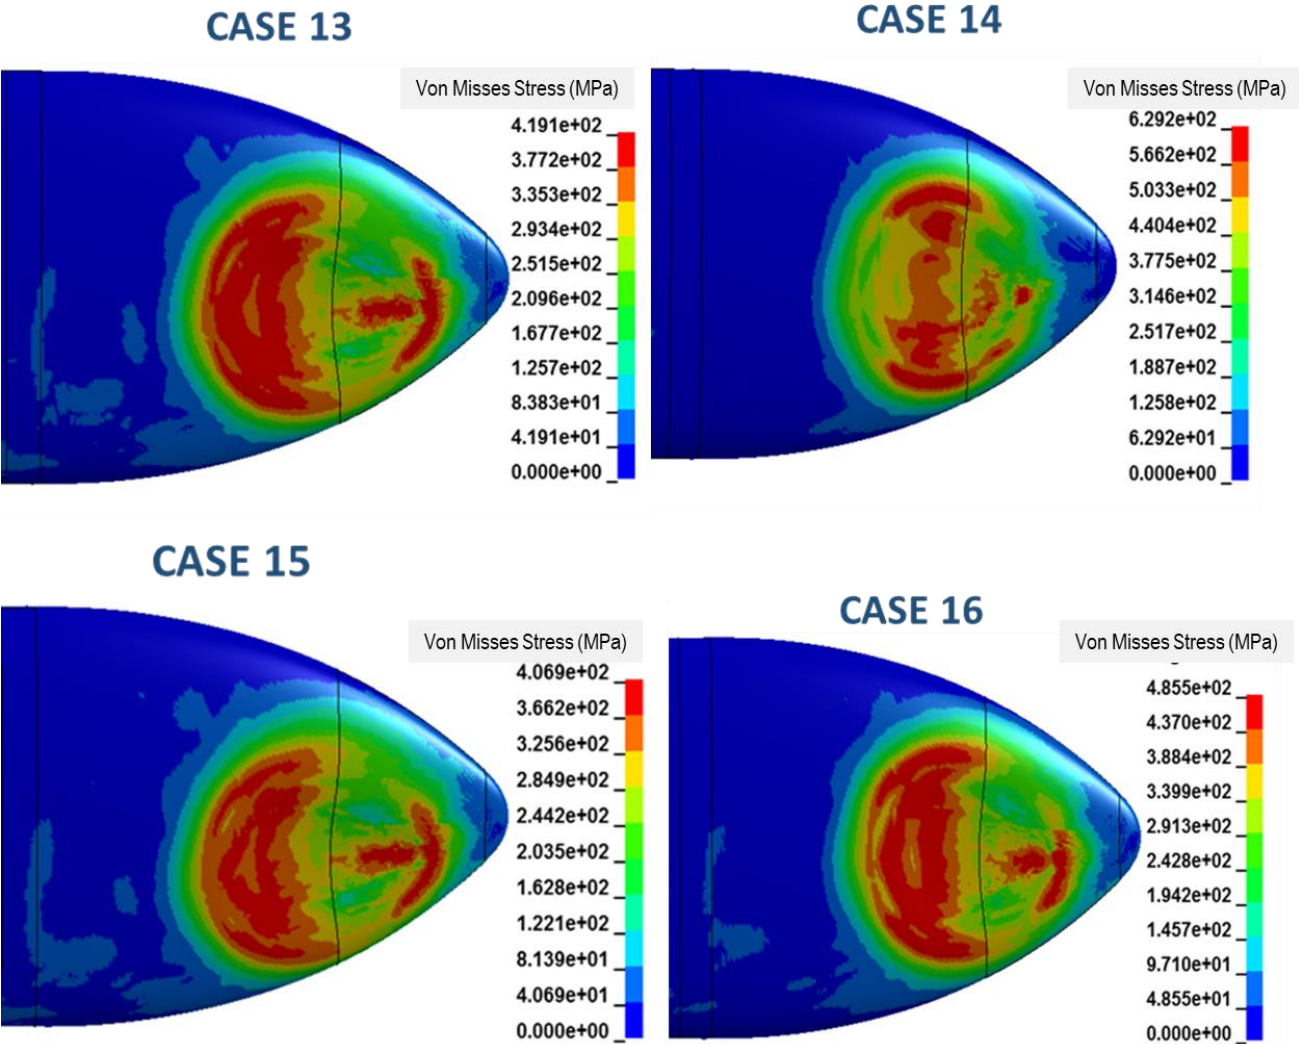 CASE 13
Von Misses Stress (MPa)
4.191e+02
3.772e+02
3.353e+02
2.934e+02
2.515e+02
2.096e+02
1.677e+02
1.257e+02
8.383e+01
4.191e+01
0.000e+00
CASE 14
Von Misses Stress (MPa)
6.292e+02
5.662e+02
5.033e+02
4.404e+02
3.775e+02
3.146e+02
2.517e+02
1.887e+02
1.258e+02
6.292e+01
0.000e+00
CASE 15
Von Misses Stress (MPa)
4.069e+02
3.662e+02
3.256e+02
2.849e+02
2.442e+02
2.035e+02
1.628e+02
1.221e+02
8.139e+01
4.069e+01
0.000e+00
CASE 16
Von Misses Stress (MPa)
4.855e+02
4.370e+02
3.884e+02
3.399e+02
2.913e+02
2.428e+02
1.942e+02
1.457e+02
9.710e+01
4.855e+01
0.000e+00